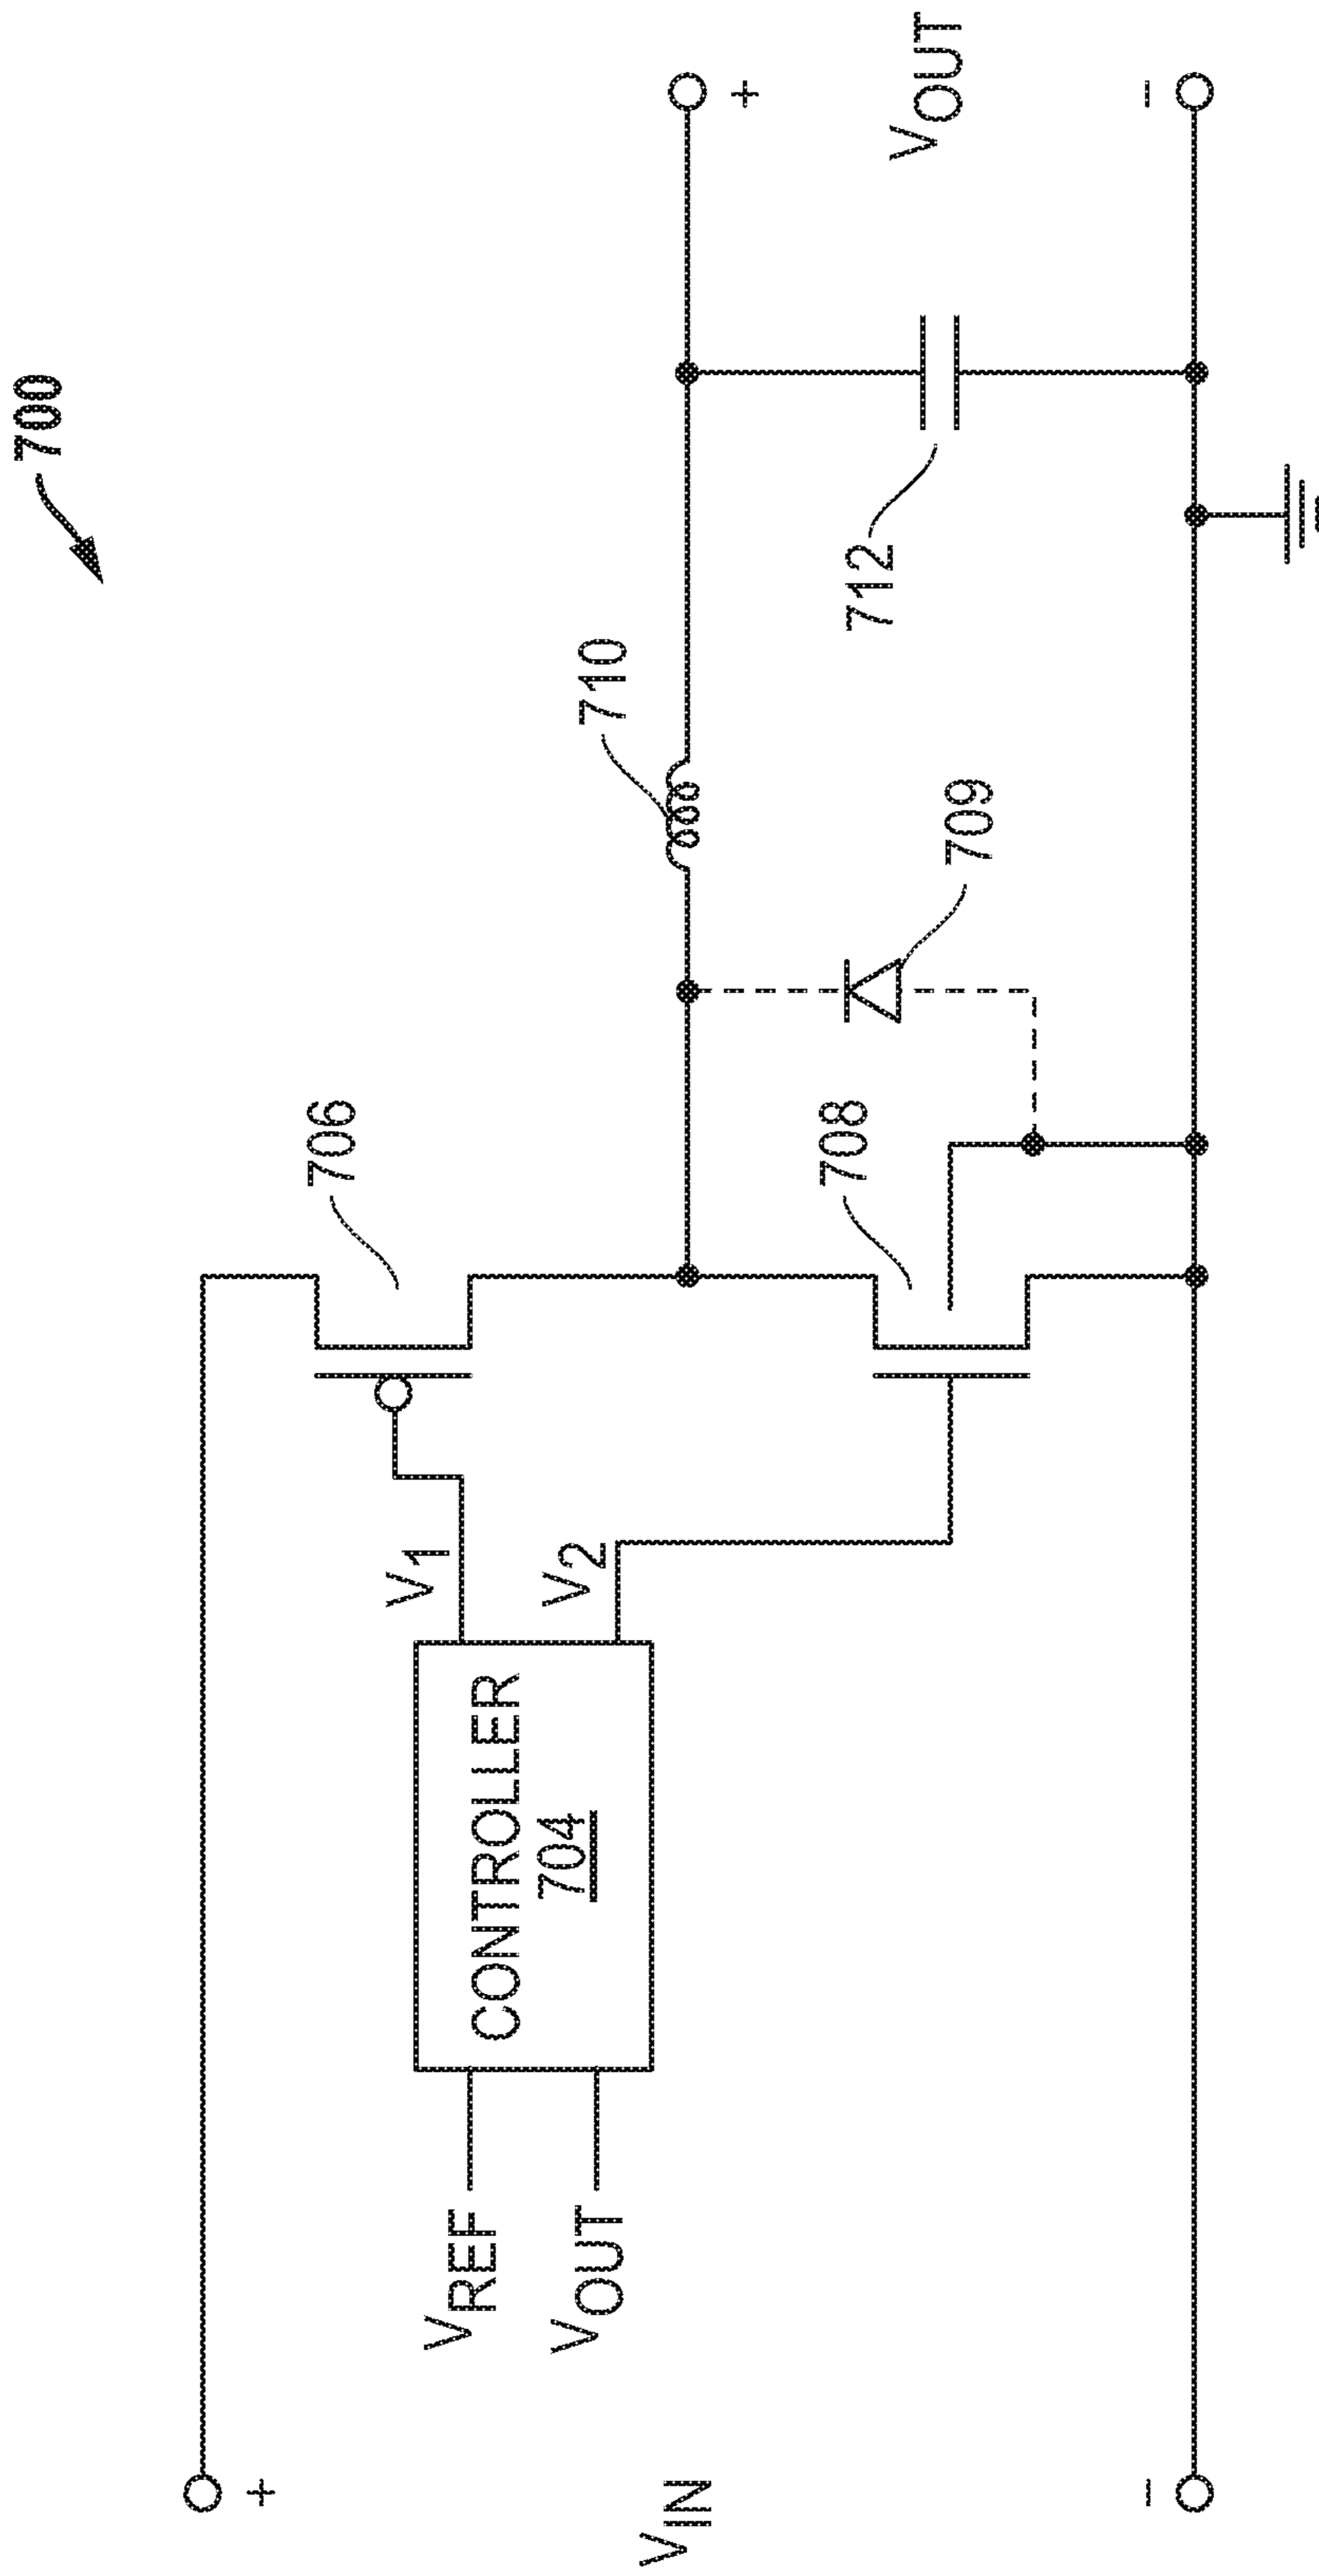 700
706
710
V1
CONTROLLER
704
V2
VREF
VOUT
VIN
+
−
708
709
712
+
VOUT
−